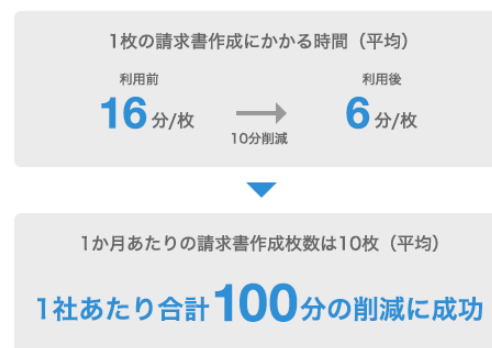 1枚の請求書作成にかかる時間（平均）
利用前 利用後
16分/枚 6分/枚
10分削減
1か月あたりの請求書作成枚数は10枚（平均）
1社あたり合計100分の削減に成功